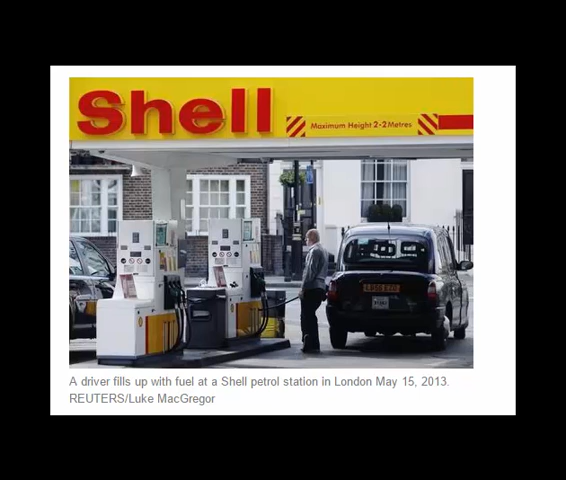 Shell
Maximum Height 2-2 Metres
A driver fills up with fuel at a Shell petrol station in London May 15, 2013.
REUTERS/Luke MacGregor